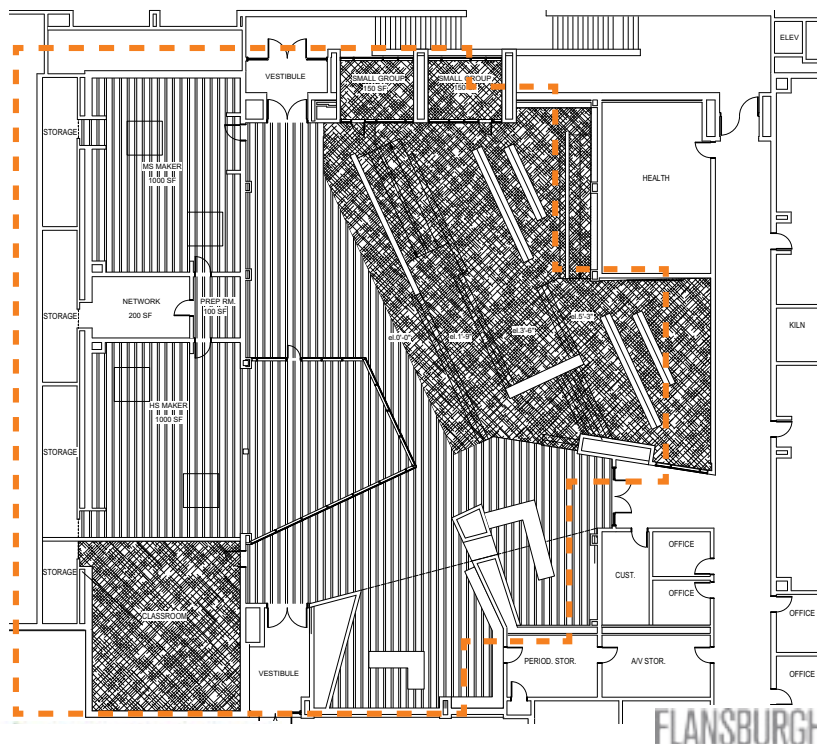 ELEV
VESTIBULE
SMALL GROUP
150 SF
SMALL GROUP
150
STORAGE
MS MAKER
1000 SF
HEALTH
NETWORK
200 SF
PREP RM.
100 SF
STORAGE
el.0'-0"
el.1'-9"
el.3'-6"
el.5'-3"
KILN
HS MAKER
1000 SF
STORAGE
OFFICE
STORAGE
CUST.
OFFICE
CLASSROOM
OFFICE
VESTIBULE
PERIOD. STOR.
A/V STOR.
OFFICE
FLANSBURGH